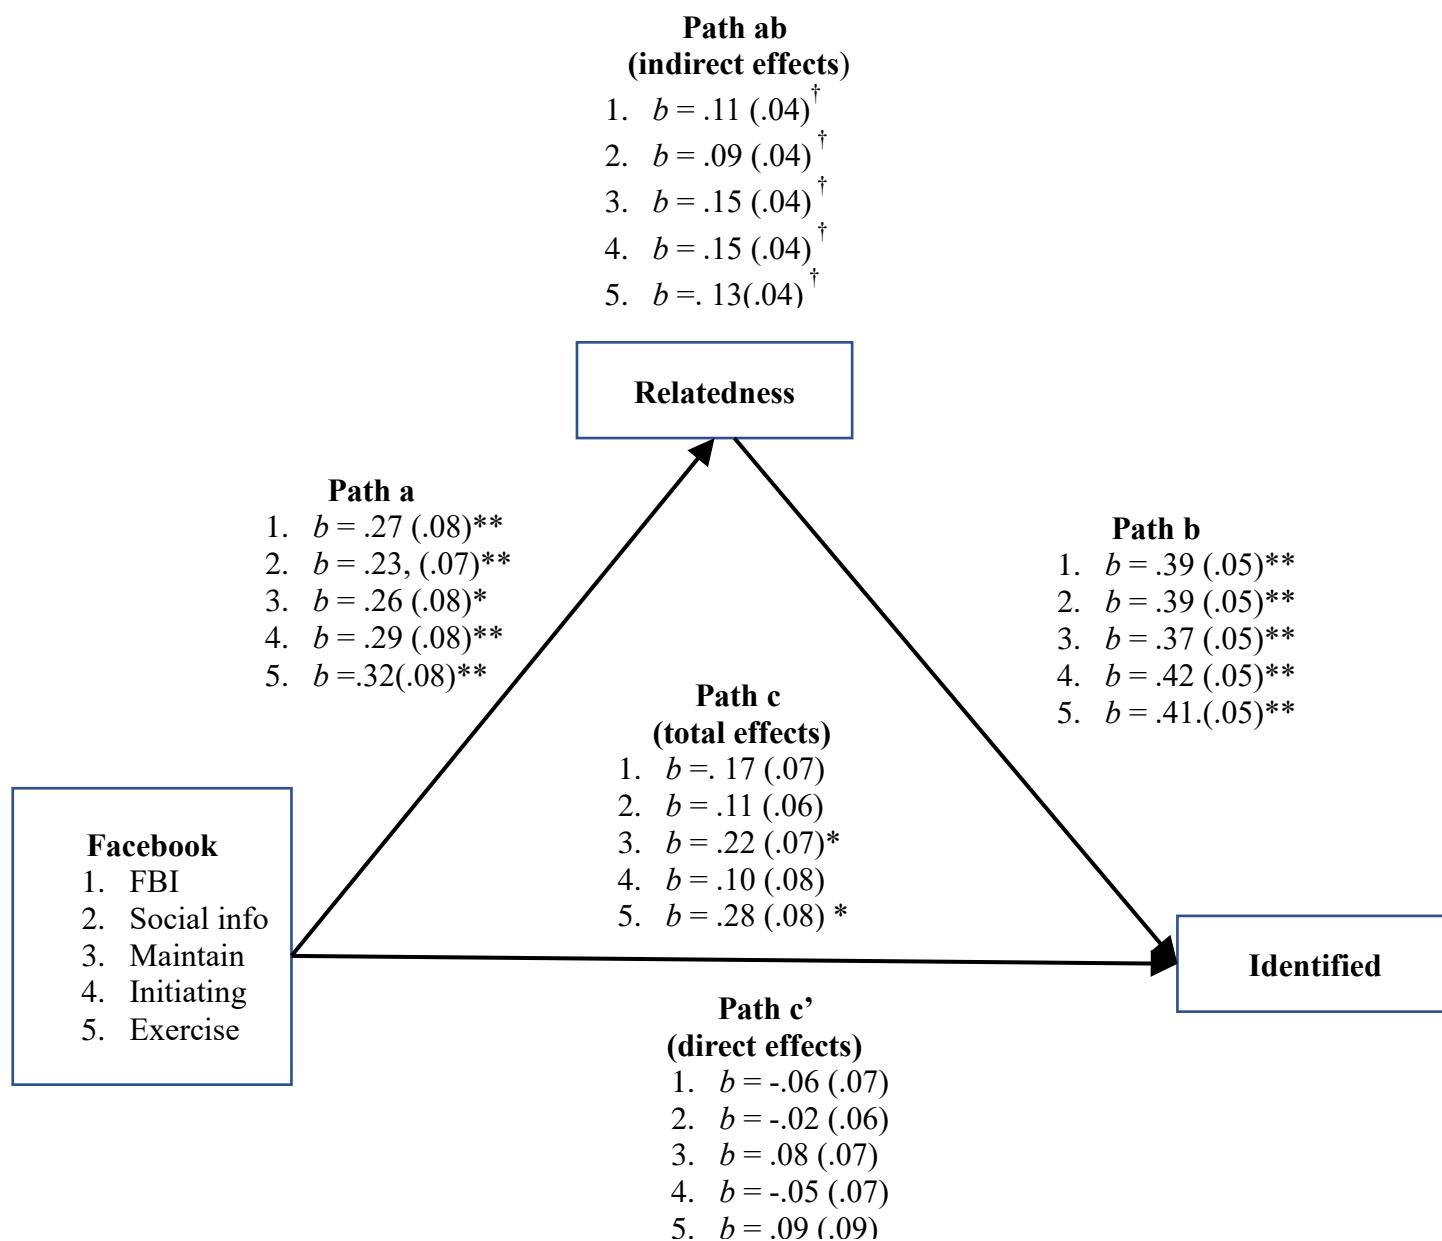 Path ab
(indirect effects)
1. b = .11 (.04)†
2. b = .09 (.04) †
3. b = .15 (.04) †
4. b = .15 (.04) †
5. b =. 13(.04) †
Relatedness
Path a
1. b = .27 (.08)**
2. b = .23, (.07)**
3. b = .26 (.08)*
4. b = .29 (.08)**
5. b =.32(.08)**
Path b
1. b = .39 (.05)**
2. b = .39 (.05)**
3. b = .37 (.05)**
4. b = .42 (.05)**
5. b = .41.(.05)**
Path c
(total effects)
1. b =. 17 (.07)
2. b = .11 (.06)
3. b = .22 (.07)*
4. b = .10 (.08)
5. b = .28 (.08) *
Facebook
1. FBI
2. Social info
3. Maintain
4. Initiating
5. Exercise
Identified
Path c’
(direct effects)
1. b = -.06 (.07)
2. b = -.02 (.06)
3. b = .08 (.07)
4. b = -.05 (.07)
5. b = .09 (.09)